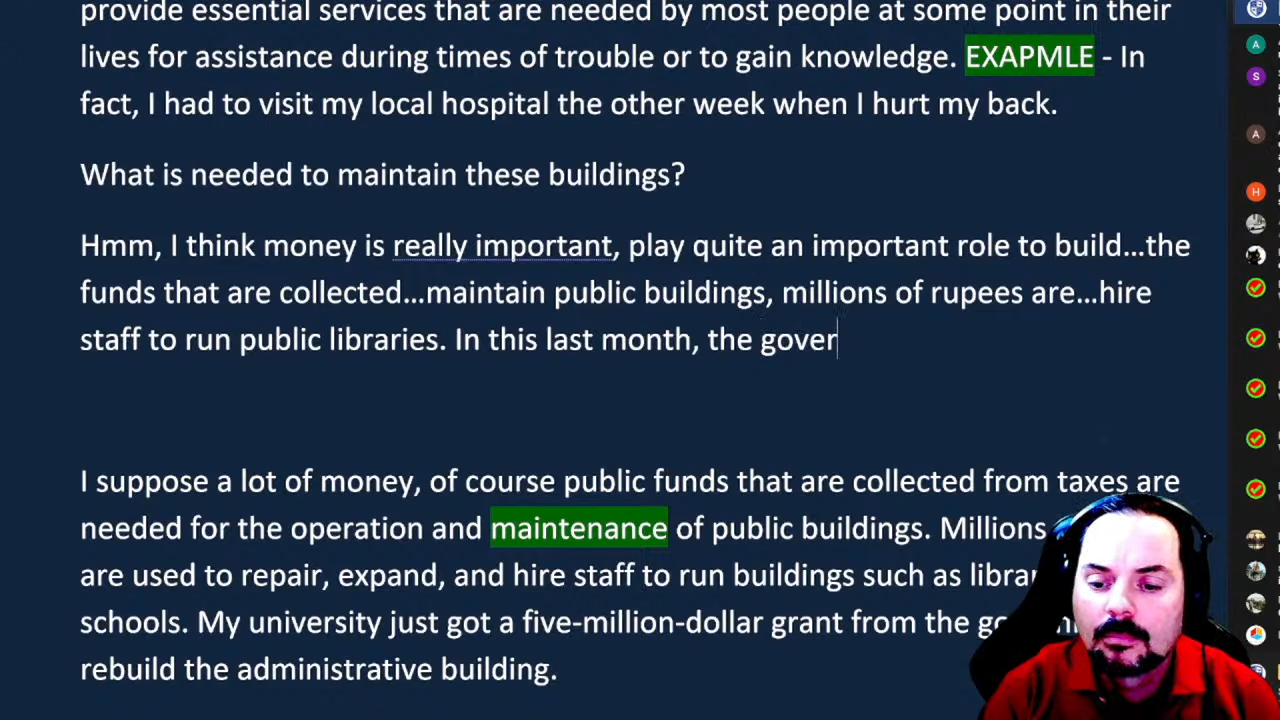 provide essential services that are needed by most people at some point in their
lives for assistance during times of trouble or to gain knowledge. EXAPMLE - In
fact, I had to visit my local hospital the other week when I hurt my back.
What is needed to maintain these buildings?
Hmm, I think money is really important, play quite an important role to build…the
funds that are collected…maintain public buildings, millions of rupees are…hire
staff to run public libraries. In this last month, the gover
I suppose a lot of money, of course public funds that are collected from taxes are
needed for the operation and maintenance of public buildings. Millions
are used to repair, expand, and hire staff to run buildings such as
schools. My university just got a five-million-dollar grant from the
rebuild the administrative building.
A
S
A
H